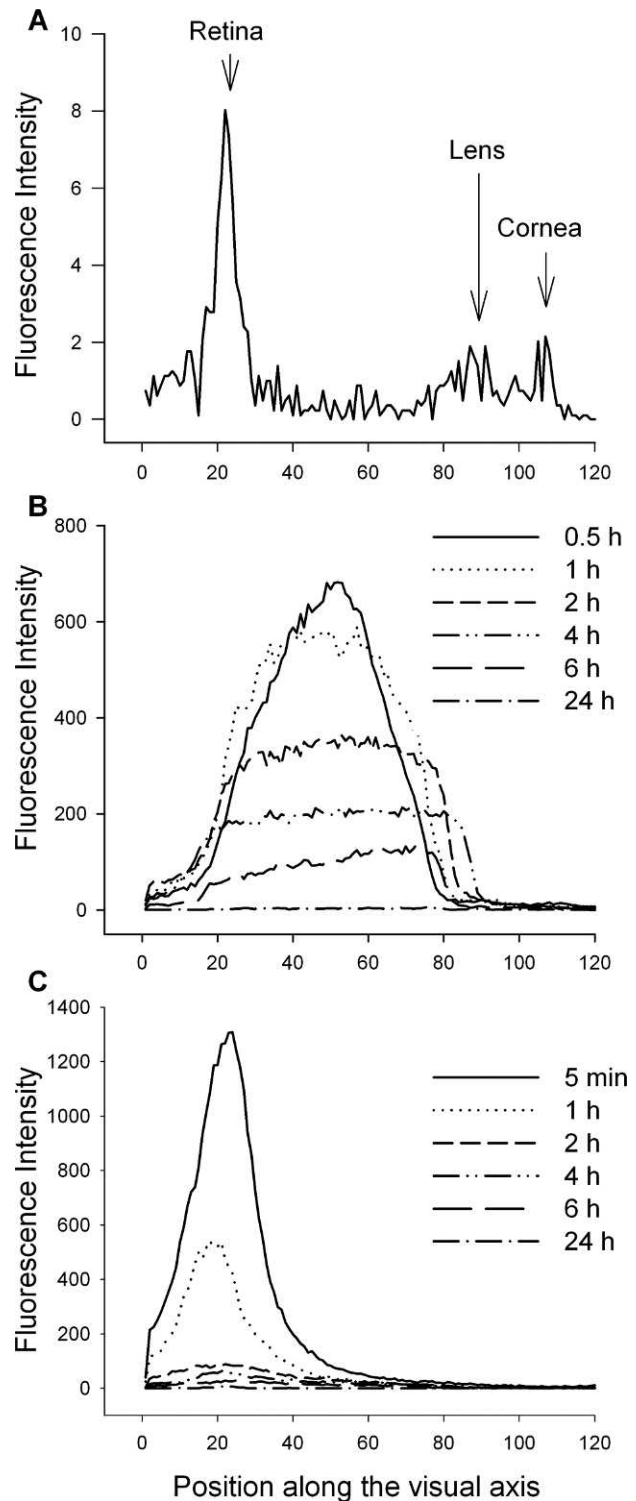 A
Retina
Lens
Cornea
Fluorescence Intensity
10
8
6
4
2
0
0 20 40 60 80 100 120
B
Fluorescence Intensity
800
600
400
200
0
0.5 h
1 h
2 h
4 h
6 h
24 h
0 20 40 60 80 100 120
C
Fluorescence Intensity
1400
1200
1000
800
600
400
200
0
5 min
1 h
2 h
4 h
6 h
24 h
0 20 40 60 80 100 120
Position along the visual axis